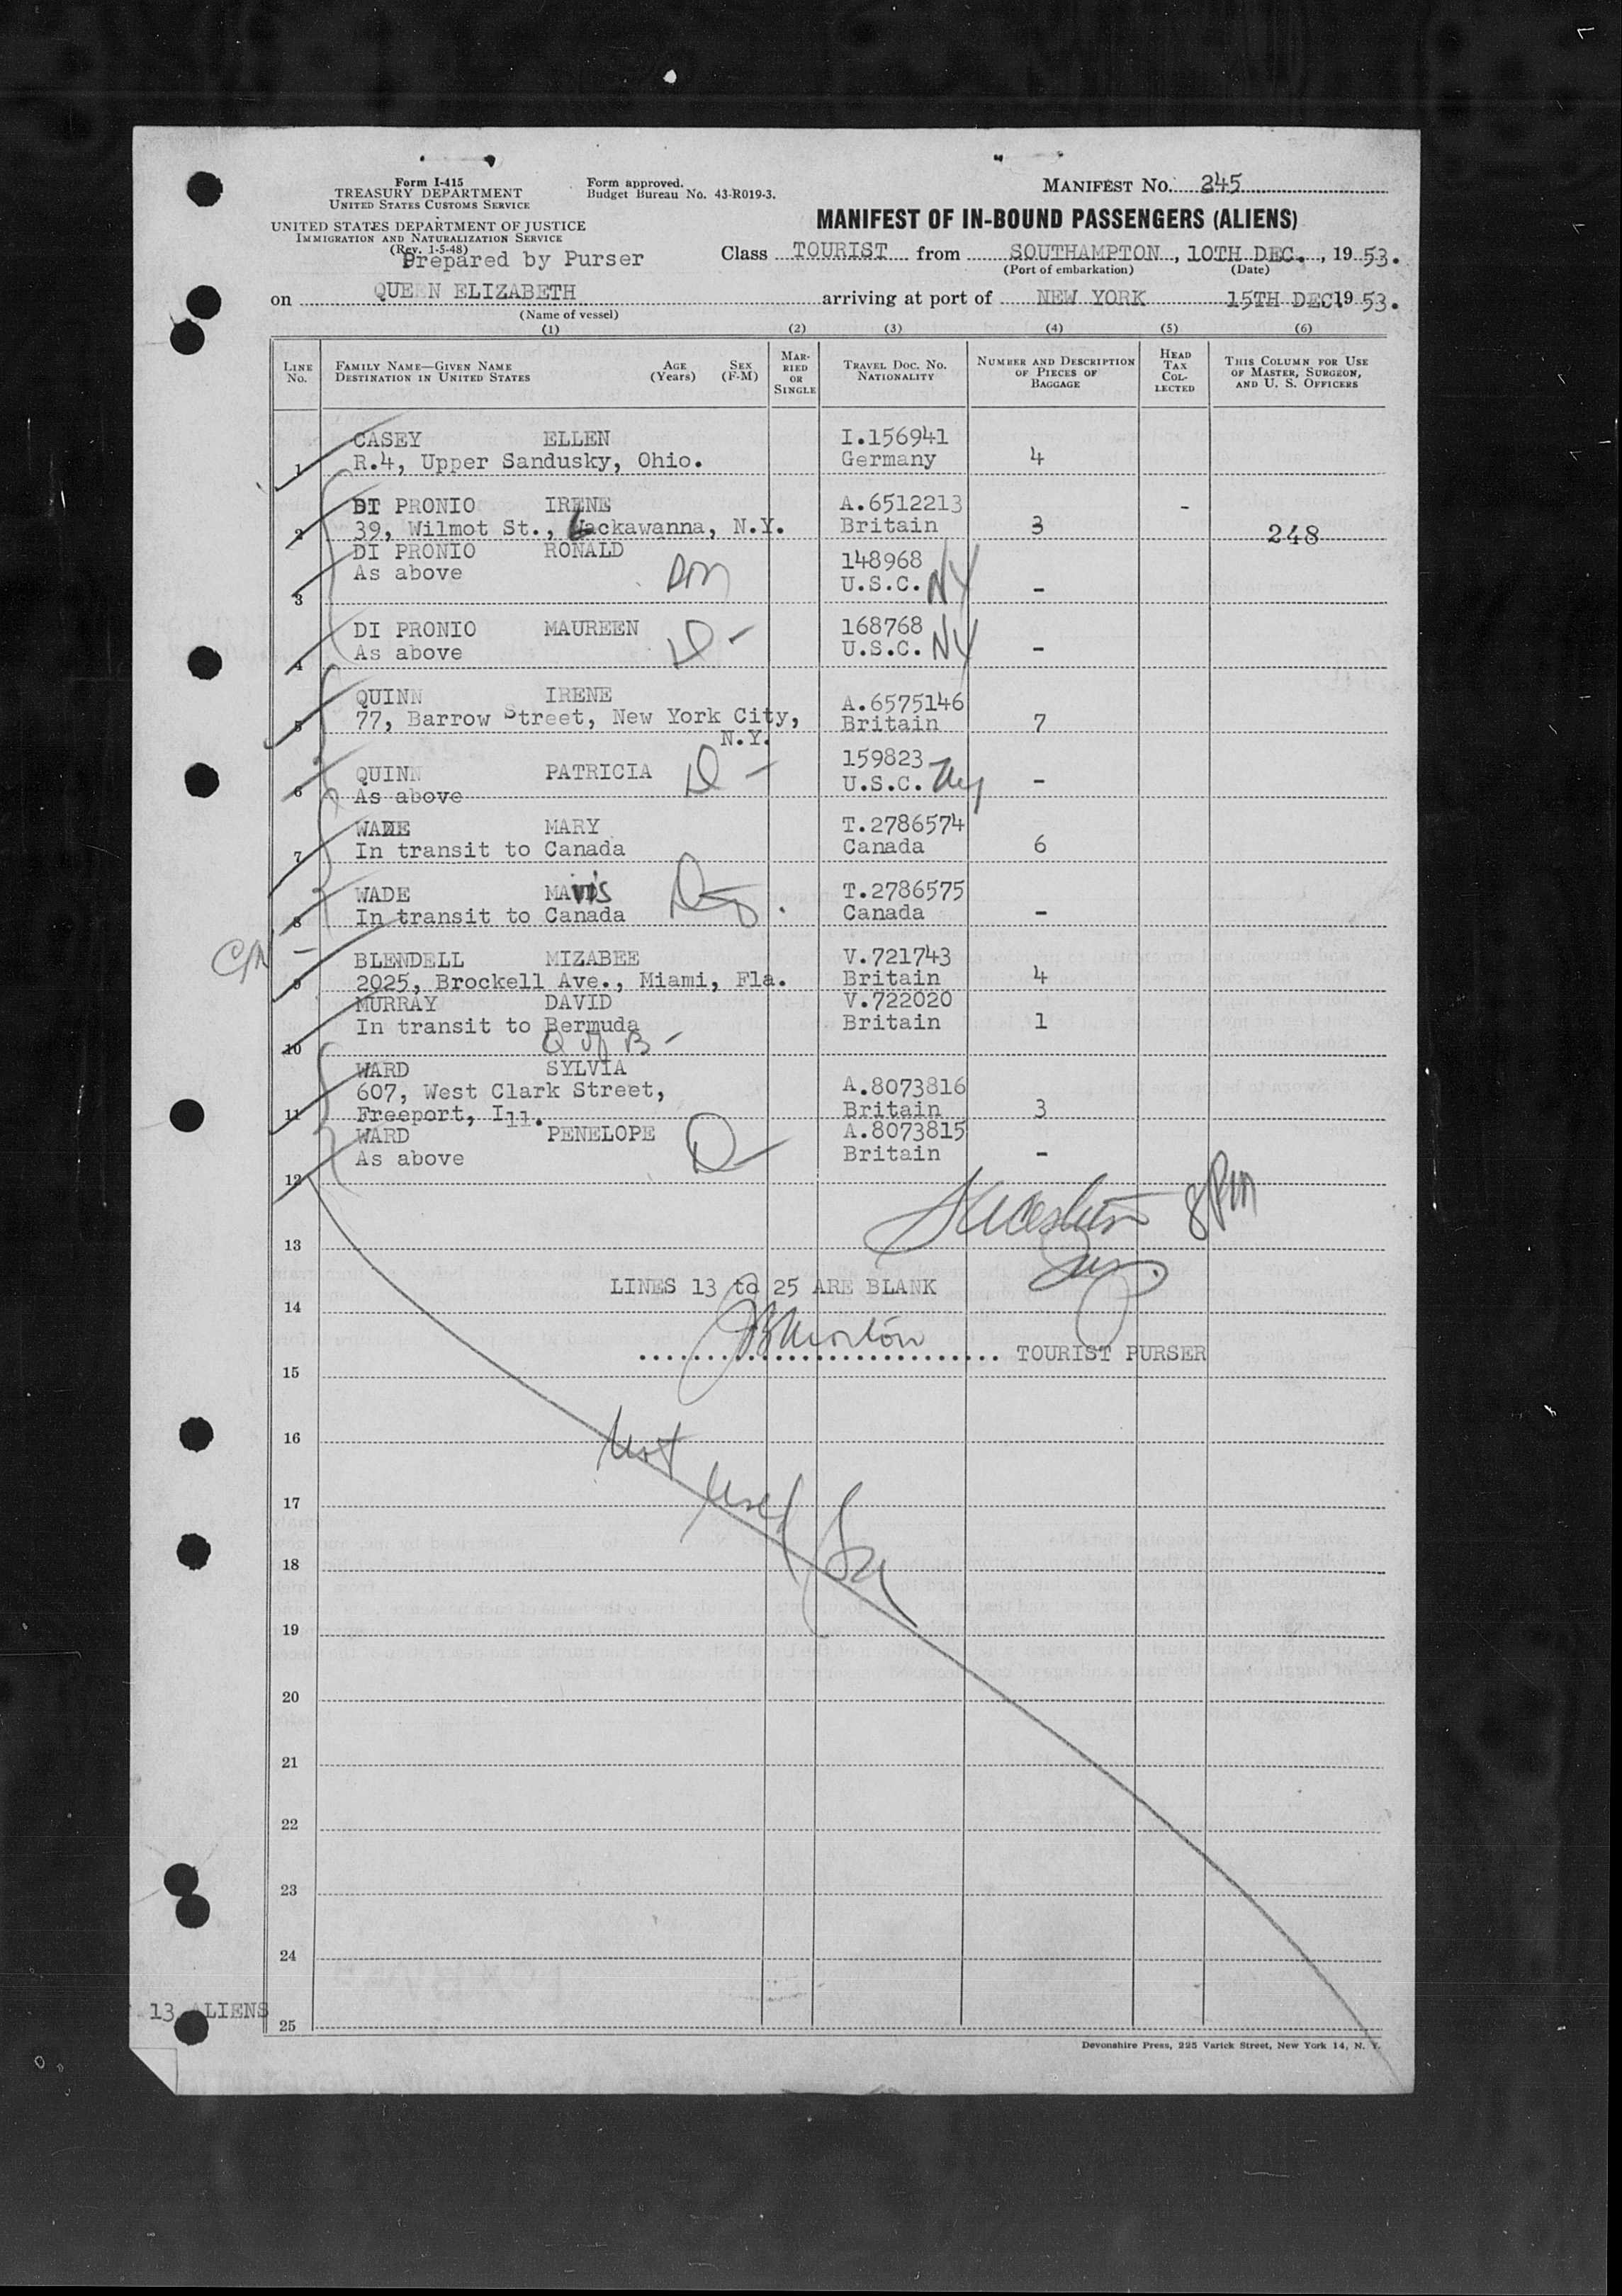 Form I-415
TREASURY DEPARTMENT
UNITED STATES CUSTOMS SERVICE
UNITED STATES DEPARTMENT OF JUSTICE
IMMIGRATION AND NATURALIZATION SERVICE
(Rev. 1-5-48)
Prepared by Purser
Form approved.
Budget Bureau No. 43-R019-3.
MANIFEST NO. 245
MANIFEST OF IN-BOUND PASSENGERS (ALIENS)
Class TOURIST from SOUTHAMPTON, 10TH DEC., 1953.
(Port of embarkation) (Date)
on QUEEN ELIZABETH arriving at port of NEW YORK 15TH DEC. 1953.
(Name of vessel)
(1) (2) (3) (4) (5) (6)
LINE NO. FAMILY NAME—GIVEN NAME DESTINATION IN UNITED STATES AGE (Years) SEX (F-M) MARRIED OR SINGLE TRAVEL DOC. NO. NATIONALITY NUMBER AND DESCRIPTION OF PIECES OF BAGGAGE HEAD TAX COLLECTED THIS COLUMN FOR USE OF MASTER, SURGEON, AND U. S. OFFICERS
CASEY ELLEN I.156941
1 R.4, Upper Sandusky, Ohio. Germany 4
DI PRONIO IRENE A.6512213 -
2 39, Wilmot St., Lackawanna, N.Y. Britain 3 248
DI PRONIO RONALD 148968
As above U.S.C. NY -
3
DI PRONIO MAUREEN 168768
4 As above D - U.S.C. NY -
QUINN IRENE A.6575146
5 77, Barrow Street, New York City, Britain 7
N.Y.
QUINN PATRICIA D - 159823
6 As above U.S.C. NY -
WADE MARY T.2786574
7 In transit to Canada Canada 6
WADE MAVIS T.2786575
8 In transit to Canada Canada -
C/N -
BLENDELL MIZABEE V.721743
9 2025, Brockell Ave., Miami, Fla. Britain 4
MURRAY DAVID V.722020
In transit to Bermuda Britain 1
10
WARD SYLVIA
607, West Clark Street, A.8073816
11 Freeport, Ill. Britain 3
WARD PENELOPE D - A.8073815
As above Britain -
12
8PM
13
LINES 13 to 25 ARE BLANK
14
TOURIST PURSER
15
16
Not
17
Used
18
19
20
21
22
23
24
13 ALIENS
25
Devonshire Press, 225 Varick Street, New York 14, N. Y.